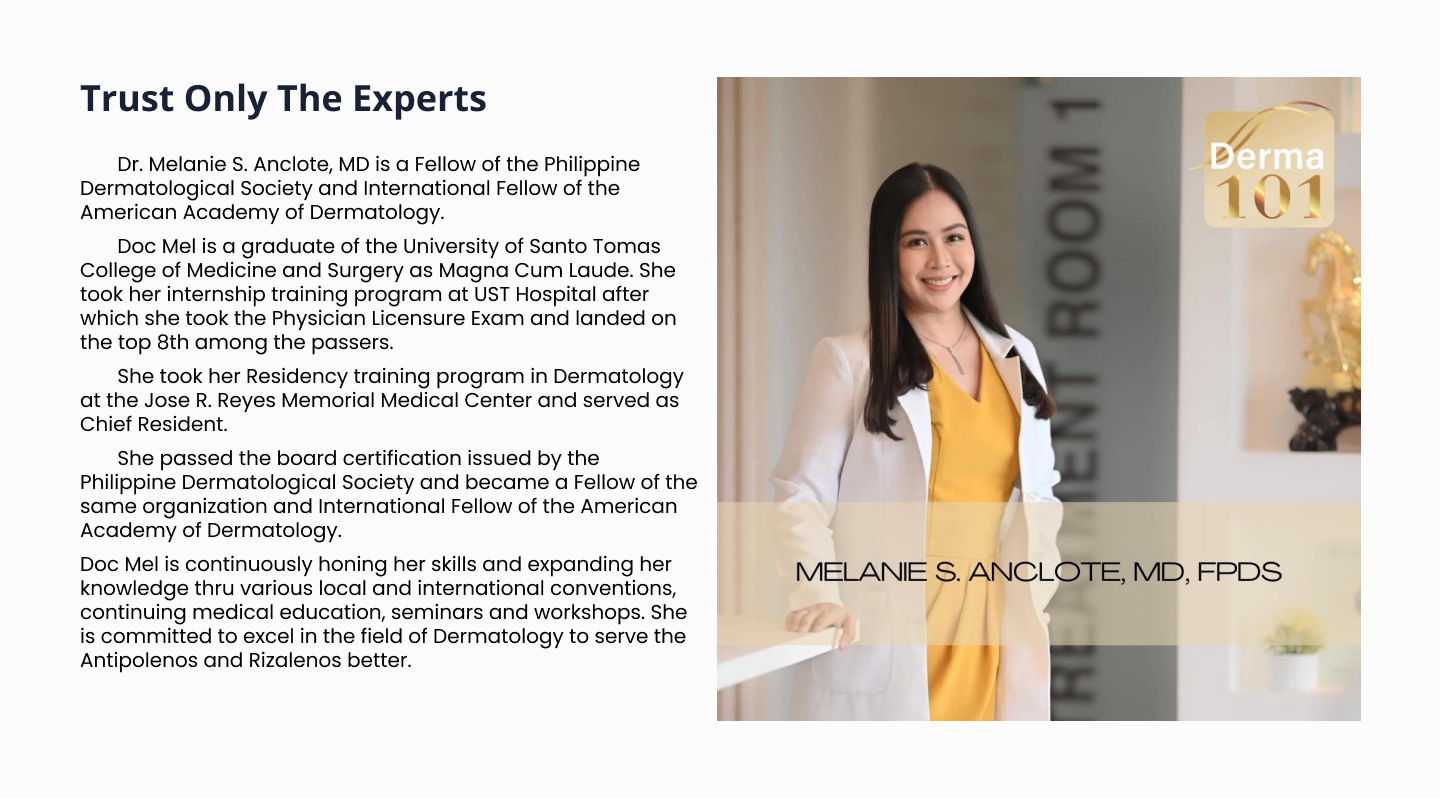 Trust Only The Experts
Dr. Melanie S. Anclote, MD is a Fellow of the Philippine
Dermatological Society and International Fellow of the
American Academy of Dermatology.
Doc Mel is a graduate of the University of Santo Tomas
College of Medicine and Surgery as Magna Cum Laude. She
took her internship training program at UST Hospital after
which she took the Physician Licensure Exam and landed on
the top 8th among the passers.
She took her Residency training program in Dermatology
at the Jose R. Reyes Memorial Medical Center and served as
Chief Resident.
She passed the board certification issued by the
Philippine Dermatological Society and became a Fellow of the
same organization and International Fellow of the American
Academy of Dermatology.
Doc Mel is continuously honing her skills and expanding her
knowledge thru various local and international conventions,
continuing medical education, seminars and workshops. She
is committed to excel in the field of Dermatology to serve the
Antipolenos and Rizalenos better.
Derma
101
TREATMENT ROOM 1
MELANIE S. ANCLOTE, MD, FPDS